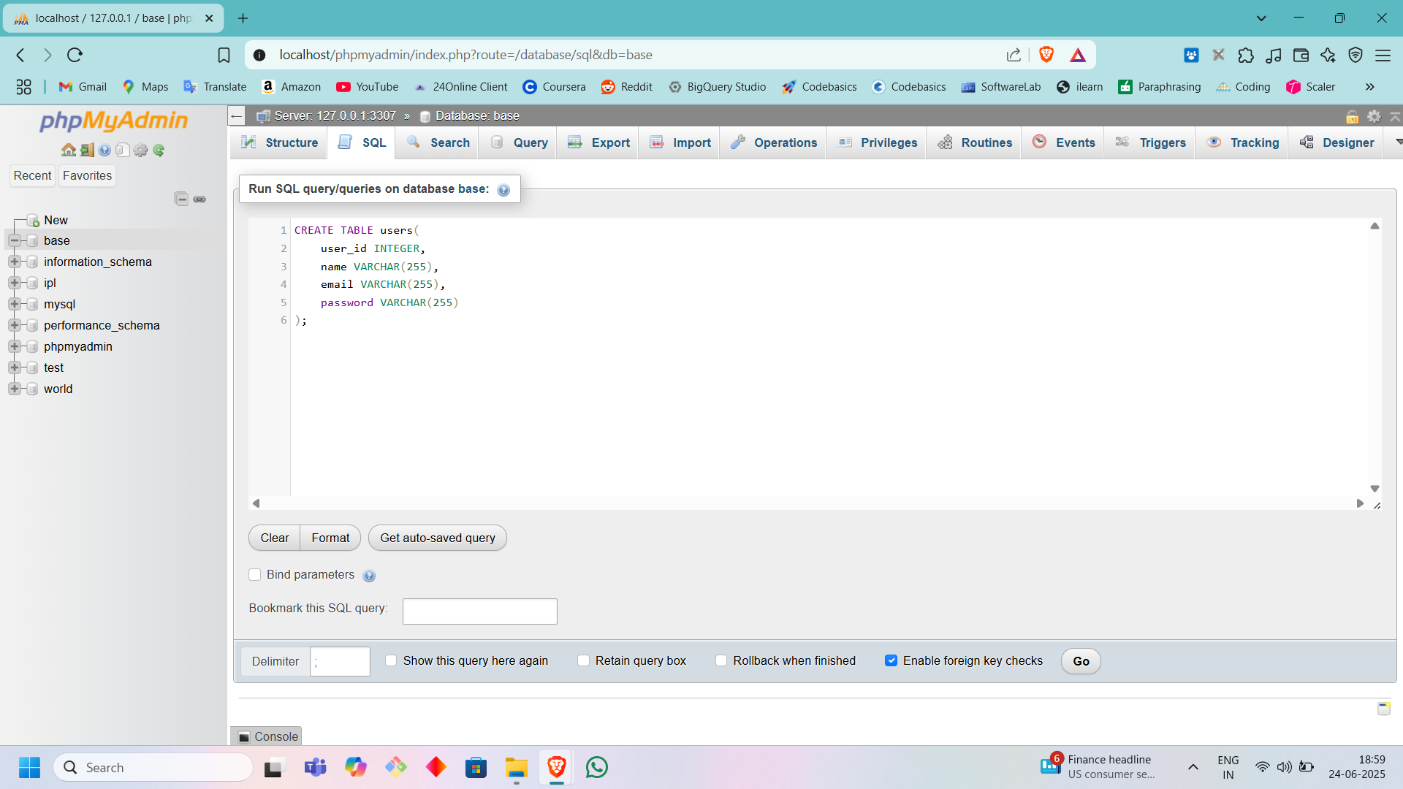 PMA localhost / 127.0.0.1 / base | php
localhost/phpmyadmin/index.php?route=/database/sql&db=base
Gmail Maps Translate Amazon YouTube 24Online Client Coursera Reddit BigQuery Studio Codebasics Codebasics SoftwareLab ilearn Paraphrasing Coding Scaler »
phpMyAdmin
Server: 127.0.0.1:3307 » Database: base
Structure SQL Search Query Export Import Operations Privileges Routines Events Triggers Tracking Designer
Recent Favorites
New
base
information_schema
ipl
mysql
performance_schema
phpmyadmin
test
world
Run SQL query/queries on database base:
1 CREATE TABLE users(
2 user_id INTEGER,
3 name VARCHAR(255),
4 email VARCHAR(255),
5 password VARCHAR(255)
6 );
Clear Format Get auto-saved query
Bind parameters
Bookmark this SQL query:
Delimiter ; Show this query here again Retain query box Rollback when finished Enable foreign key checks Go
Console
Search
6 Finance headline
US consumer se...
ENG
IN
18:59
24-06-2025